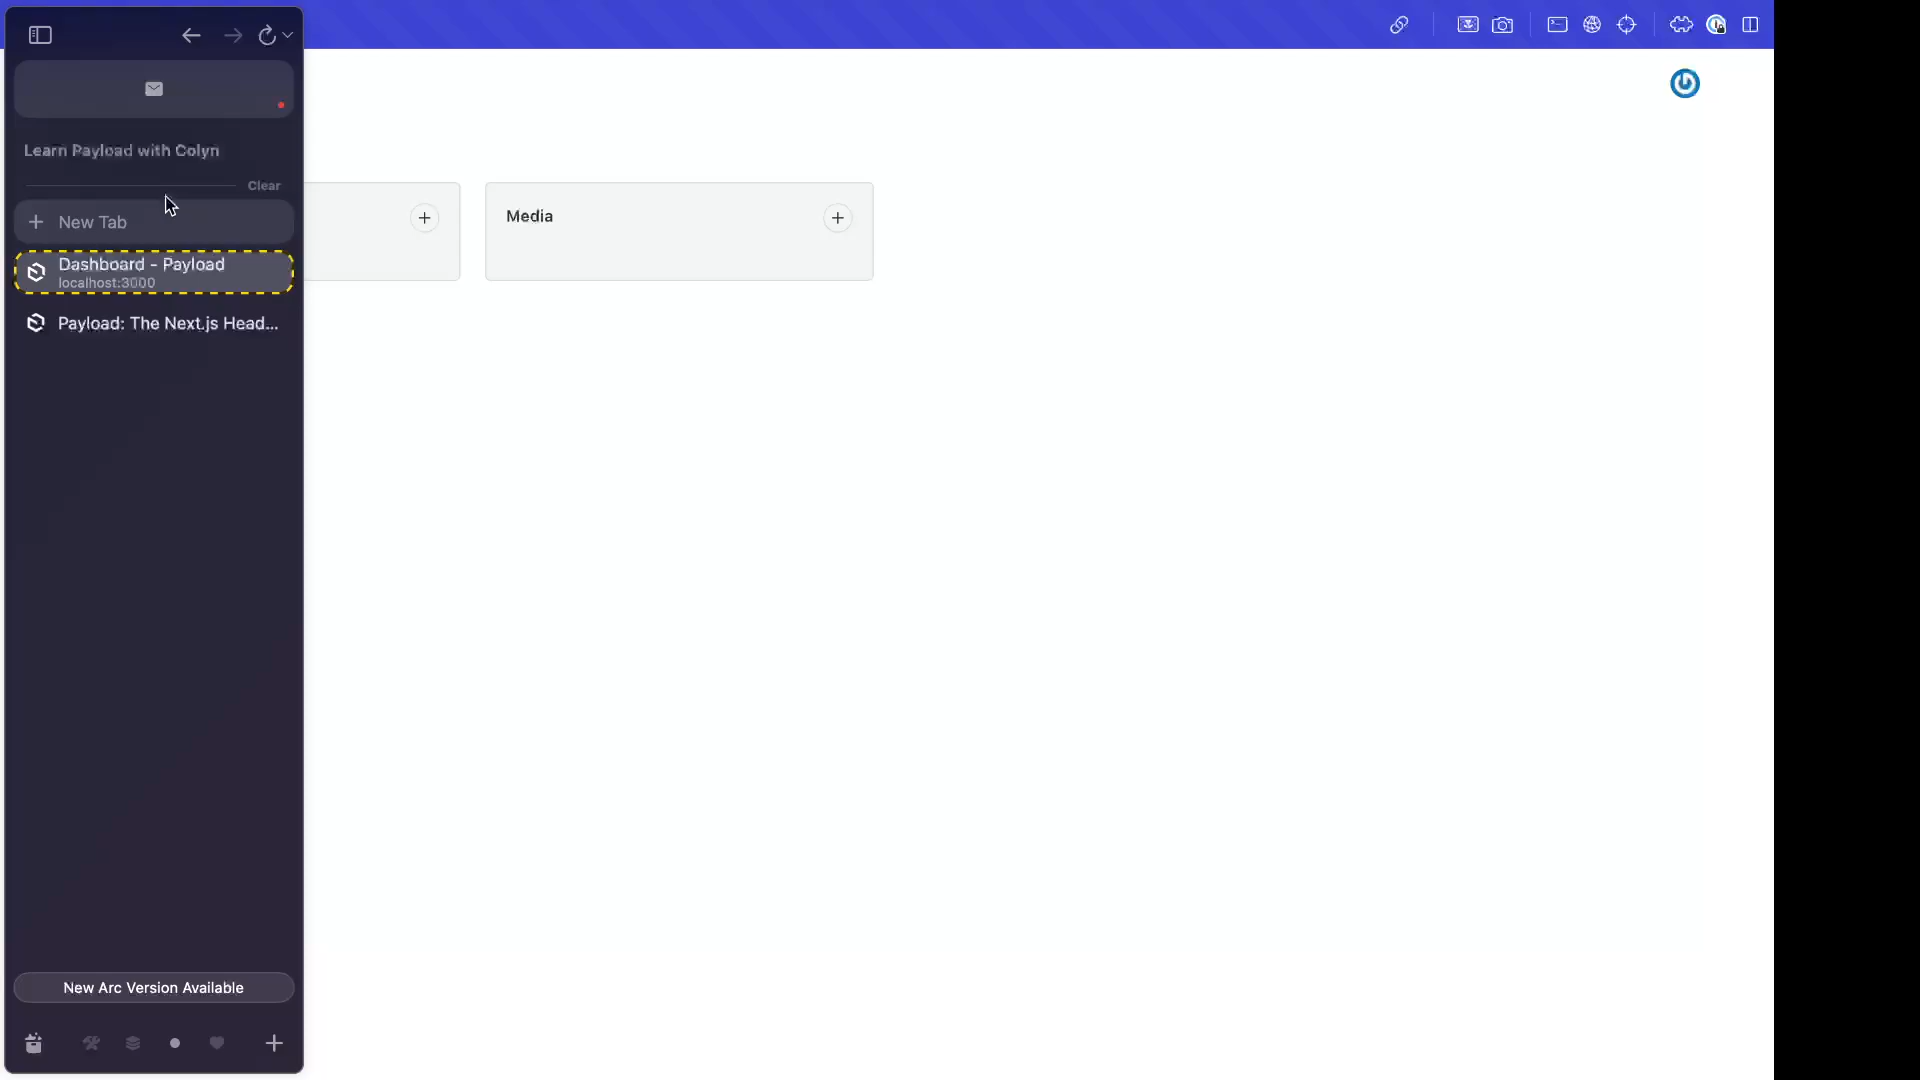 Learn Payload with Colyn
Clear
New Tab
Dashboard - Payload
localhost:3000
Payload: The Next.js Head...
Media
New Arc Version Available